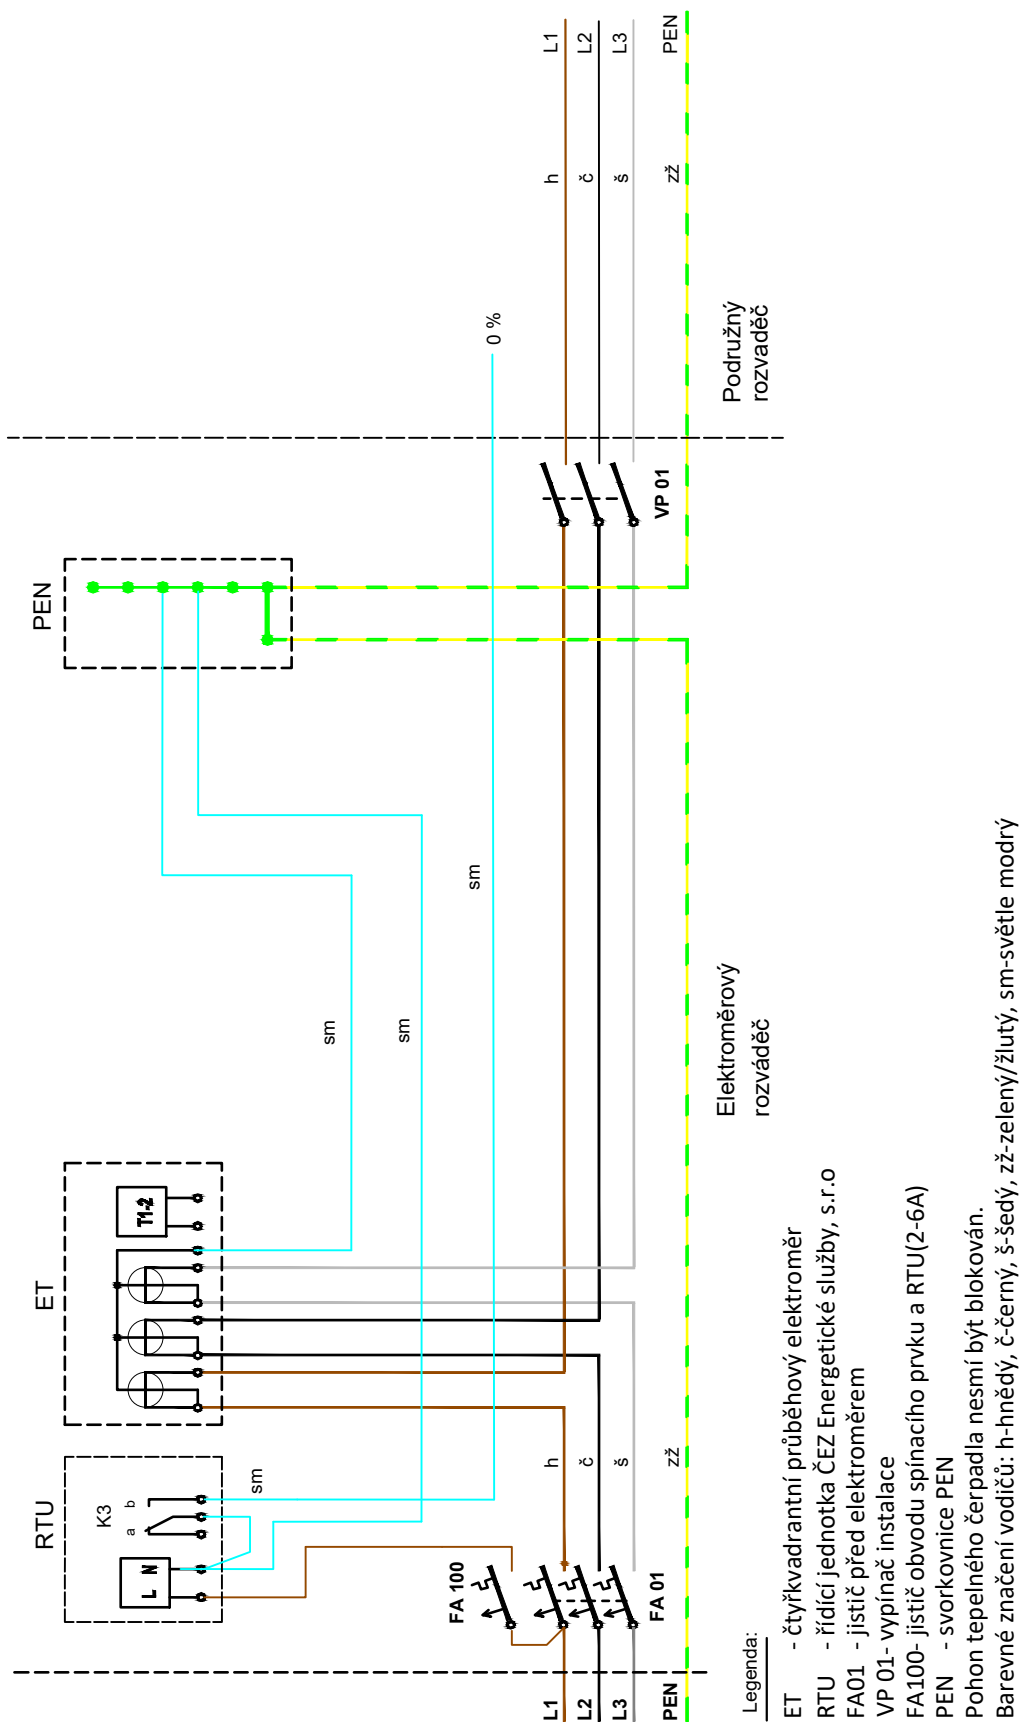 RTU
K3
a
b
L
N
sm
ET
T1-2
PEN
sm
sm
sm
0 %
FA 100
FA 01
VP 01
L1
L2
L3
PEN
h
č
š
zž
h
č
š
zž
L1
L2
L3
PEN
Elektroměrový
rozváděč
Podružný
rozvaděč
Legenda:
ET - čtyřkvadrantní průběhový elektroměr
RTU - řídící jednotka ČEZ Energetické služby, s.r.o
FA01 - jistič před elektroměrem
VP 01- vypínač instalace
FA100- jistič obvodu spínacího prvku a RTU(2-6A)
PEN - svorkovnice PEN
Pohon tepelného čerpadla nesmí být blokován.
Barevné značení vodičů: h-hnědý, č-černý, š-šedý, zž-zelený/žlutý, sm-světle modrý